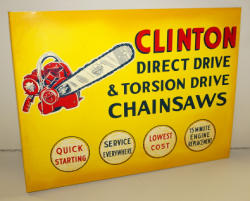 CLINTON
DIRECT DRIVE
& TORSION DRIVE
CHAINSAWS
QUICK
STARTING
SERVICE
EVERYWHERE
LOWEST
COST
15 MINUTE
ENGINE
REPLACEMENT